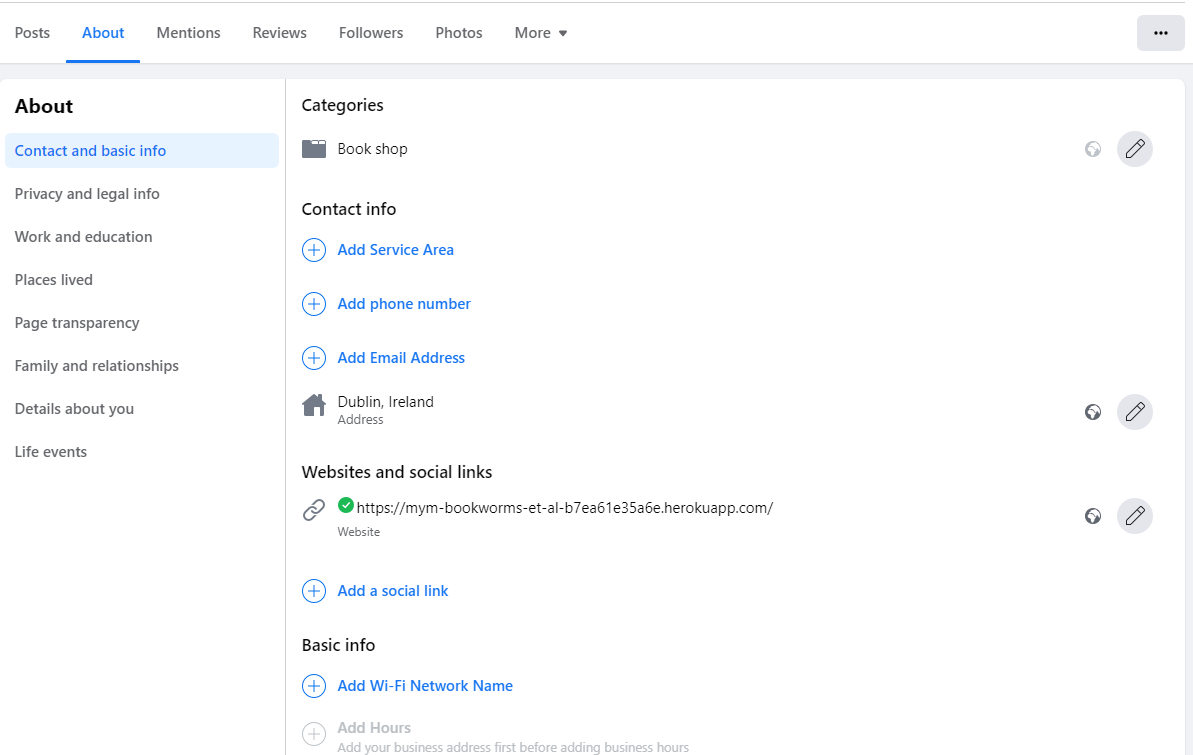 Posts About Mentions Reviews Followers Photos More
About
Contact and basic info
Privacy and legal info
Work and education
Places lived
Page transparency
Family and relationships
Details about you
Life events
Categories
Book shop
Contact info
Add Service Area
Add phone number
Add Email Address
Dublin, Ireland
Address
Websites and social links
https://mym-bookworms-et-al-b7ea61e35a6e.herokuapp.com/
Website
Add a social link
Basic info
Add Wi-Fi Network Name
Add Hours
Add your business address first before adding business hours